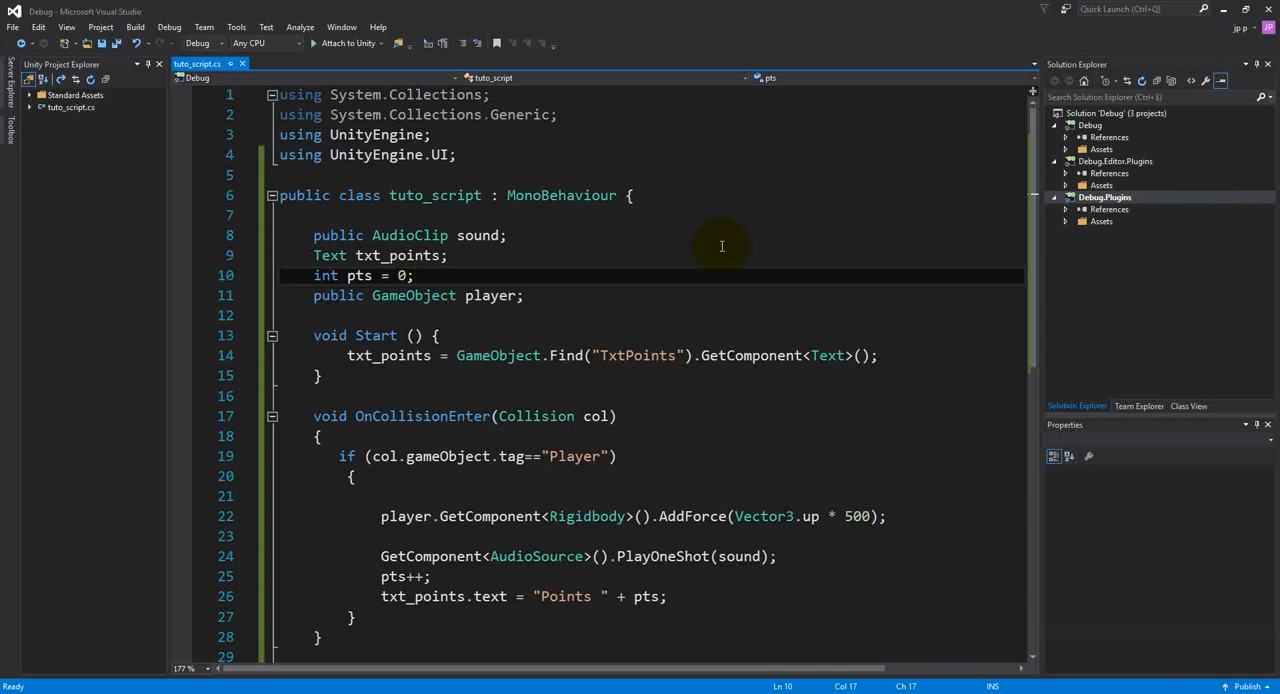 Debug - Microsoft Visual Studio
Quick Launch (Ctrl+Q)
File Edit View Project Build Debug Team Tools Test Analyze Window Help
jp p
JP
Debug
Any CPU
Attach to Unity
Server Explorer
Toolbox
Unity Project Explorer
Standard Assets
tuto_script.cs
tuto_script.cs
Debug
tuto_script
pts
1 using System.Collections;
2 using System.Collections.Generic;
3 using UnityEngine;
4 using UnityEngine.UI;
5
6 public class tuto_script : MonoBehaviour {
7
8 public AudioClip sound;
9 Text txt_points;
10 int pts = 0;
11 public GameObject player;
12
13 void Start () {
14 txt_points = GameObject.Find("TxtPoints").GetComponent<Text>();
15 }
16
17 void OnCollisionEnter(Collision col)
18 {
19 if (col.gameObject.tag=="Player")
20 {
21
22 player.GetComponent<Rigidbody>().AddForce(Vector3.up * 500);
23
24 GetComponent<AudioSource>().PlayOneShot(sound);
25 pts++;
26 txt_points.text = "Points " + pts;
27 }
28 }
29
177 %
Solution Explorer
Search Solution Explorer (Ctrl+$)
Solution 'Debug' (3 projects)
Debug
References
Assets
Debug.Editor.Plugins
References
Assets
Debug.Plugins
References
Assets
Solution Explorer Team Explorer Class View
Properties
Ready
Ln 10
Col 17
Ch 17
INS
Publish